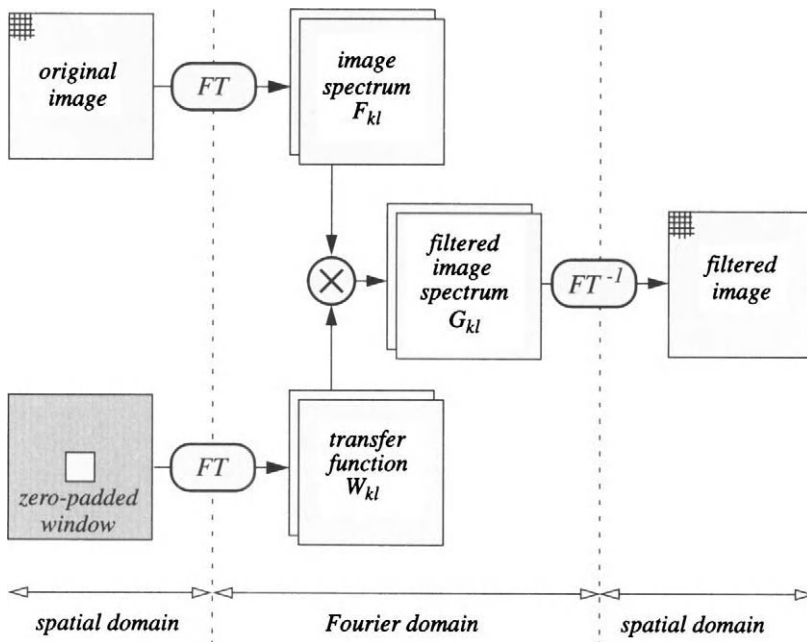 original
image
FT
image
spectrum
F_kl
filtered
image
spectrum
G_kl
FT^-1
filtered
image
zero-padded
window
FT
transfer
function
W_kl
spatial domain
Fourier domain
spatial domain